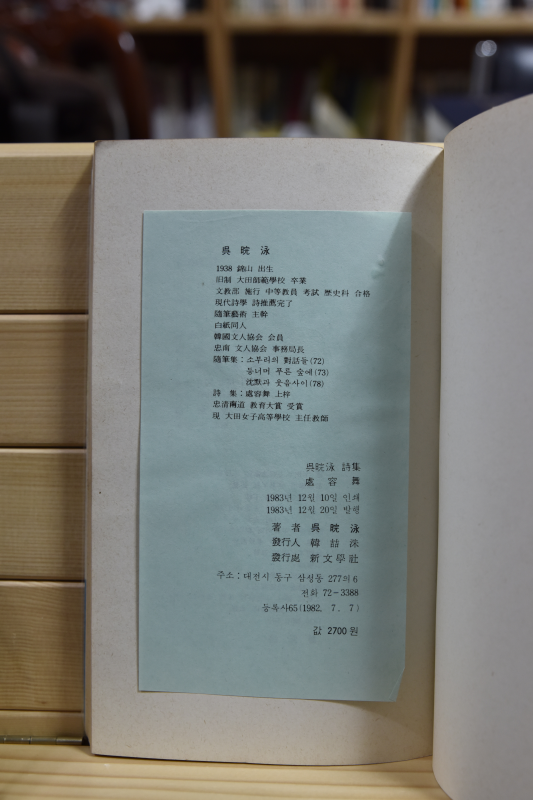 吳 晥 泳
1938 錦山 出生
旧制 大田師範學校 卒業
文教部 施行 中等教員 考試 歷史科 合格
現代詩學 詩推薦完了
隨筆藝術 主幹
白紙同人
韓國文人協会 会員
忠南 文人協会 事務局長
隨筆集 : 소부리의 對話들 (72)
등너머 푸른 숲에 (73)
沈默과 웃음사이 (78)
詩 集 : 處容舞 上梓
忠清南道 教育大賞 受賞
現 大田女子高等學校 主任教師
吳晥泳 詩集
處 容 舞
1983년 12월 10일 인쇄
1983년 12월 20일 발행
著 者 吳 晥 泳
發行人 韓 喆 洙
發行処 新 文 學 社
주소 : 대전시 동구 삼성동 277의 6
전화 72-3388
등록사65 (1982. 7. 7)
값 2700 원